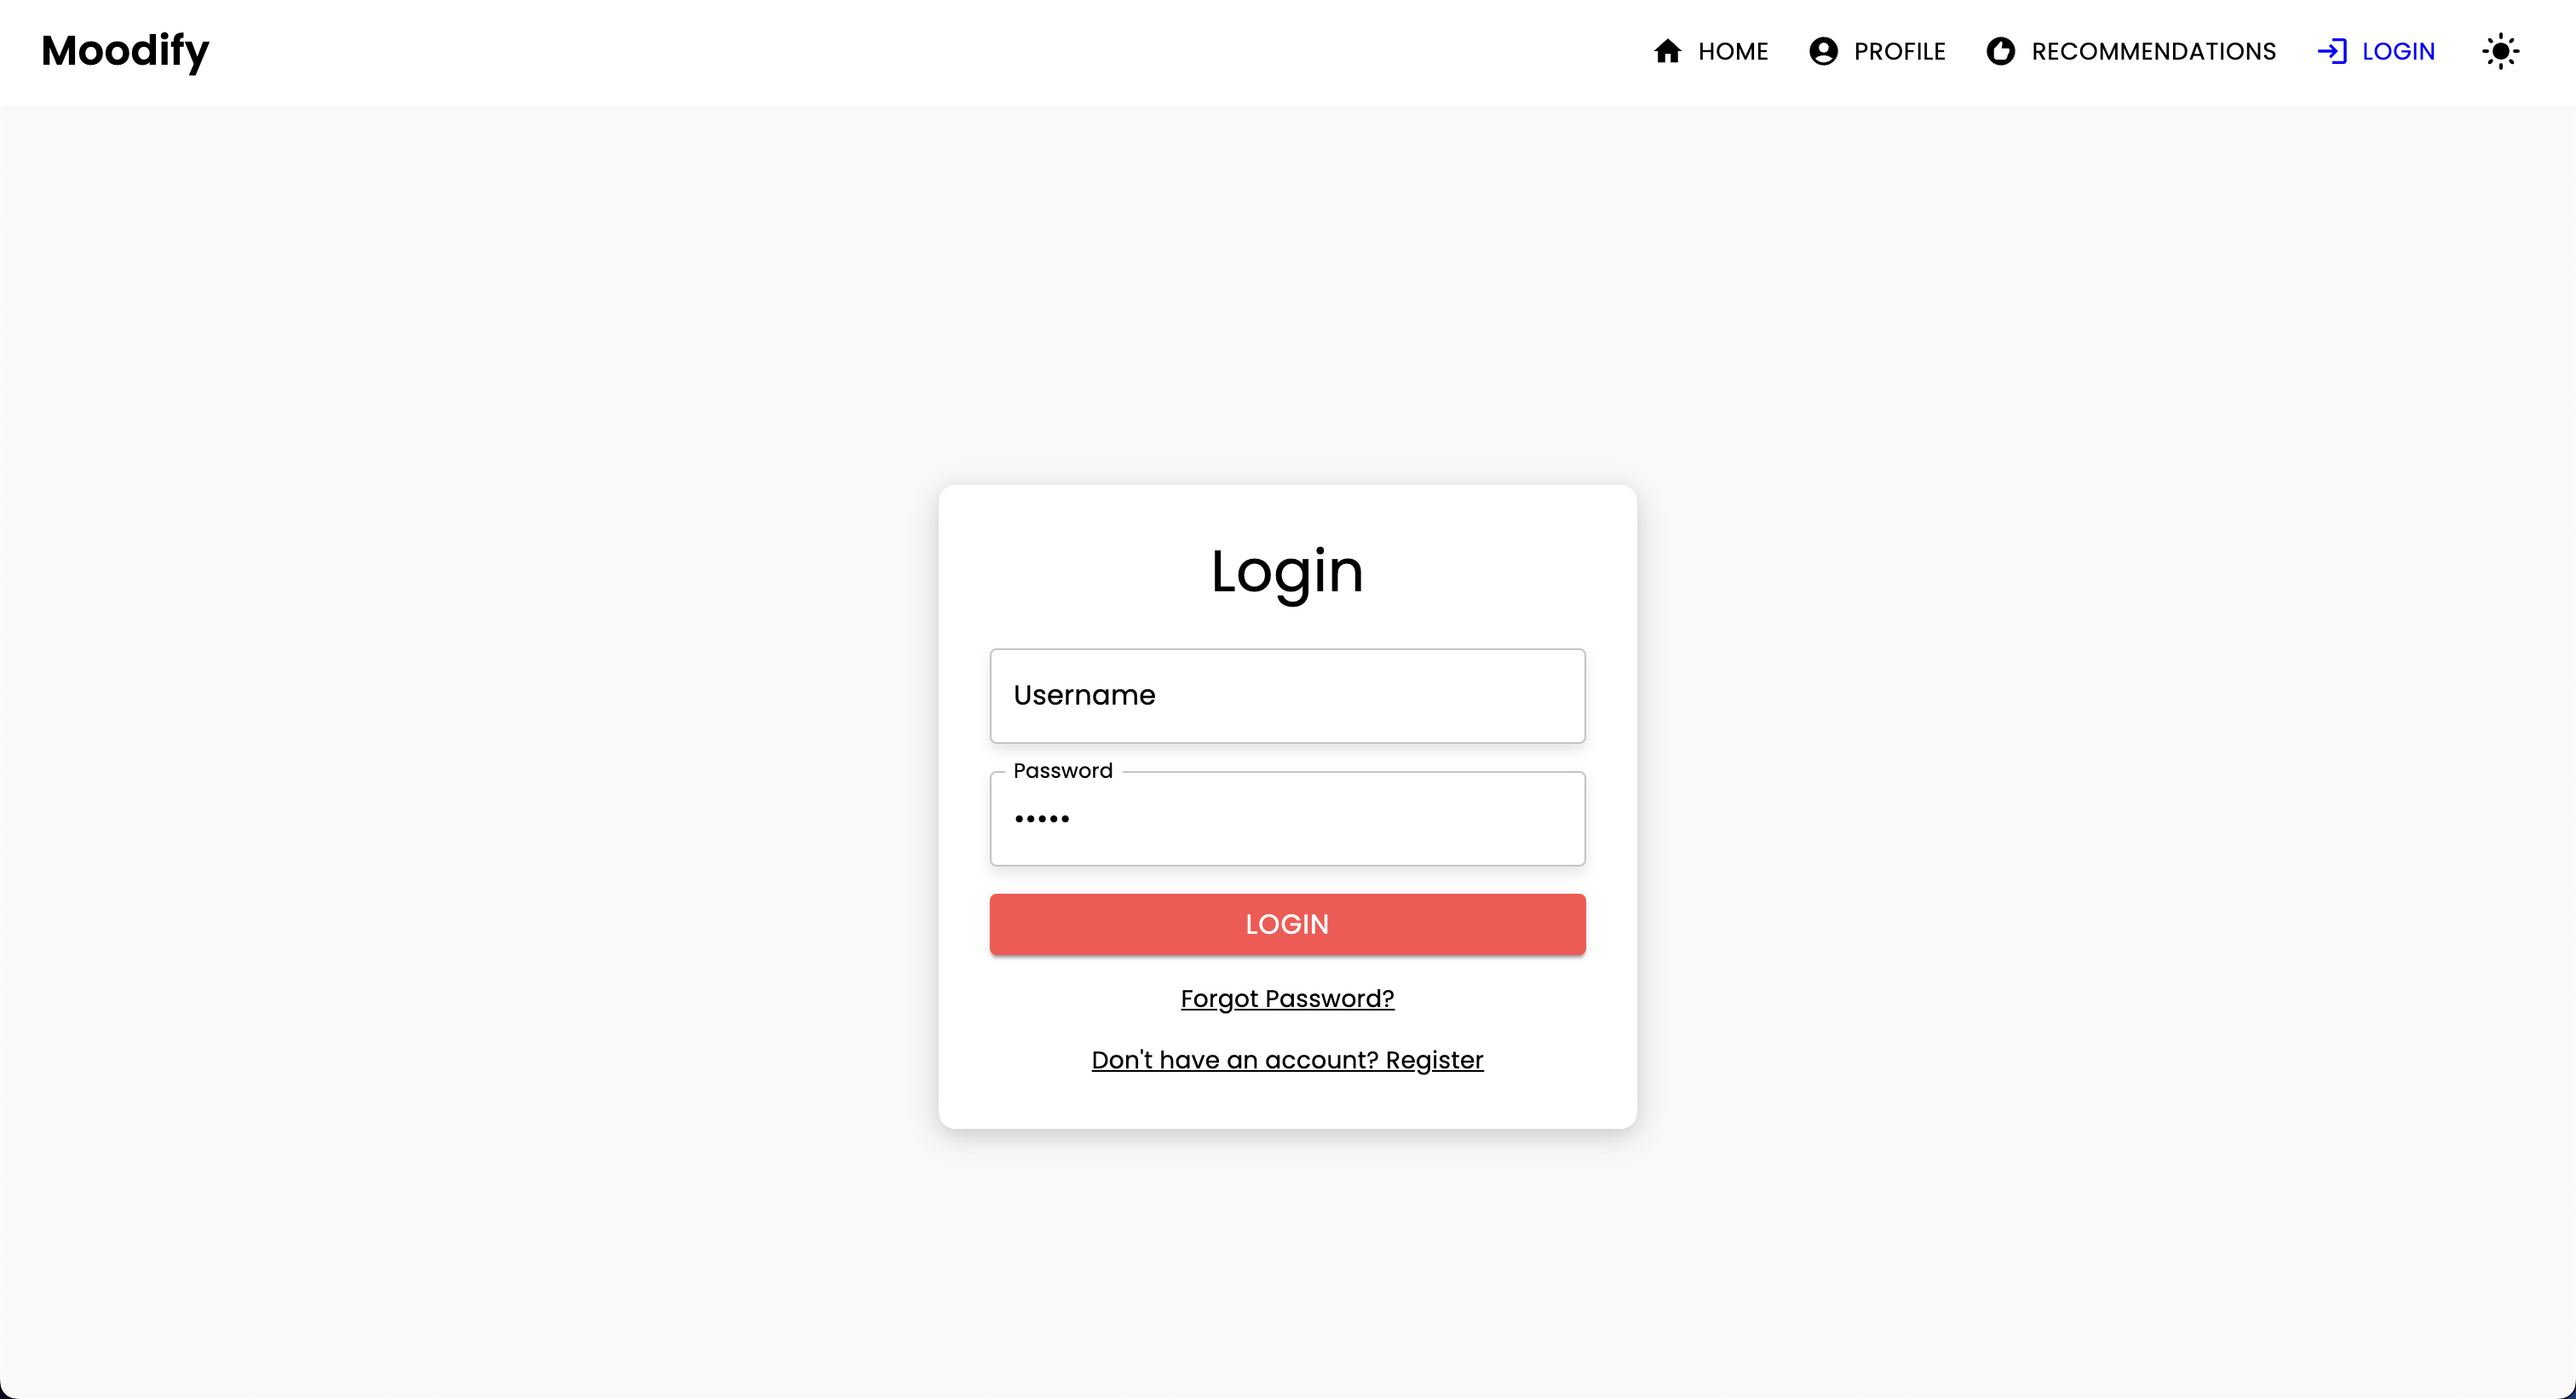 Moodify
HOME PROFILE RECOMMENDATIONS LOGIN
Login
Username
Password
•••••
LOGIN
Forgot Password?
Don't have an account? Register